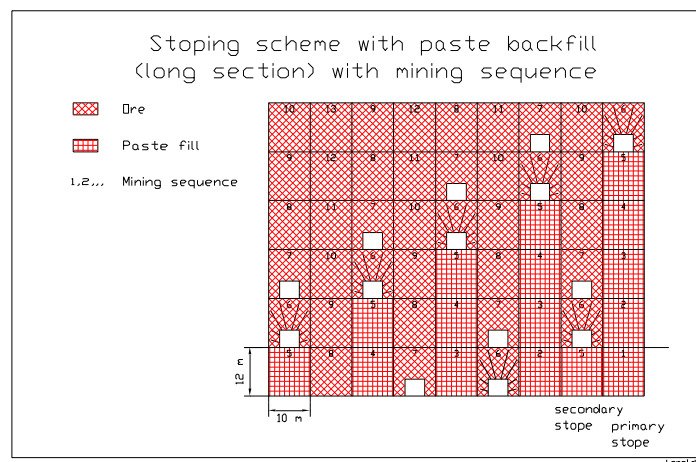 Stoping scheme with paste backfill
(long section) with mining sequence
Ore
Paste fill
1,2,,, Mining sequence
10 13 9 12 8 11 7 10 6
9 12 8 11 7 10 6 9 5
8 11 7 10 6 9 5 8 4
7 10 6 9 5 8 4 7 3
6 9 5 8 4 7 3 6 2
5 8 4 7 3 6 2 5 1
12 m
10 m
secondary
stope
primary
stope